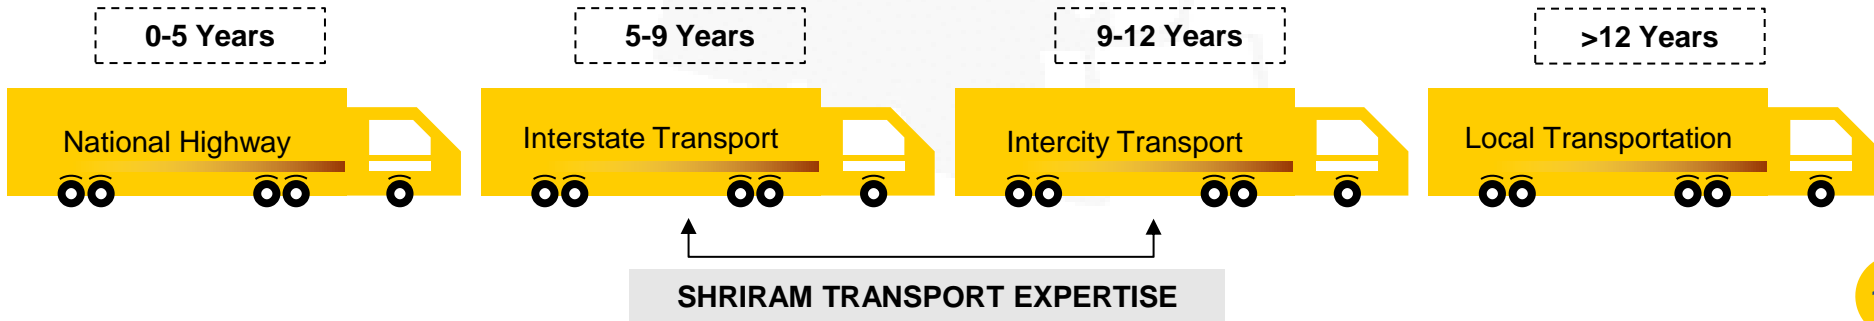 0-5 Years
5-9 Years
9-12 Years
>12 Years
National Highway
Interstate Transport
Intercity Transport
Local Transportation
SHRIRAM TRANSPORT EXPERTISE